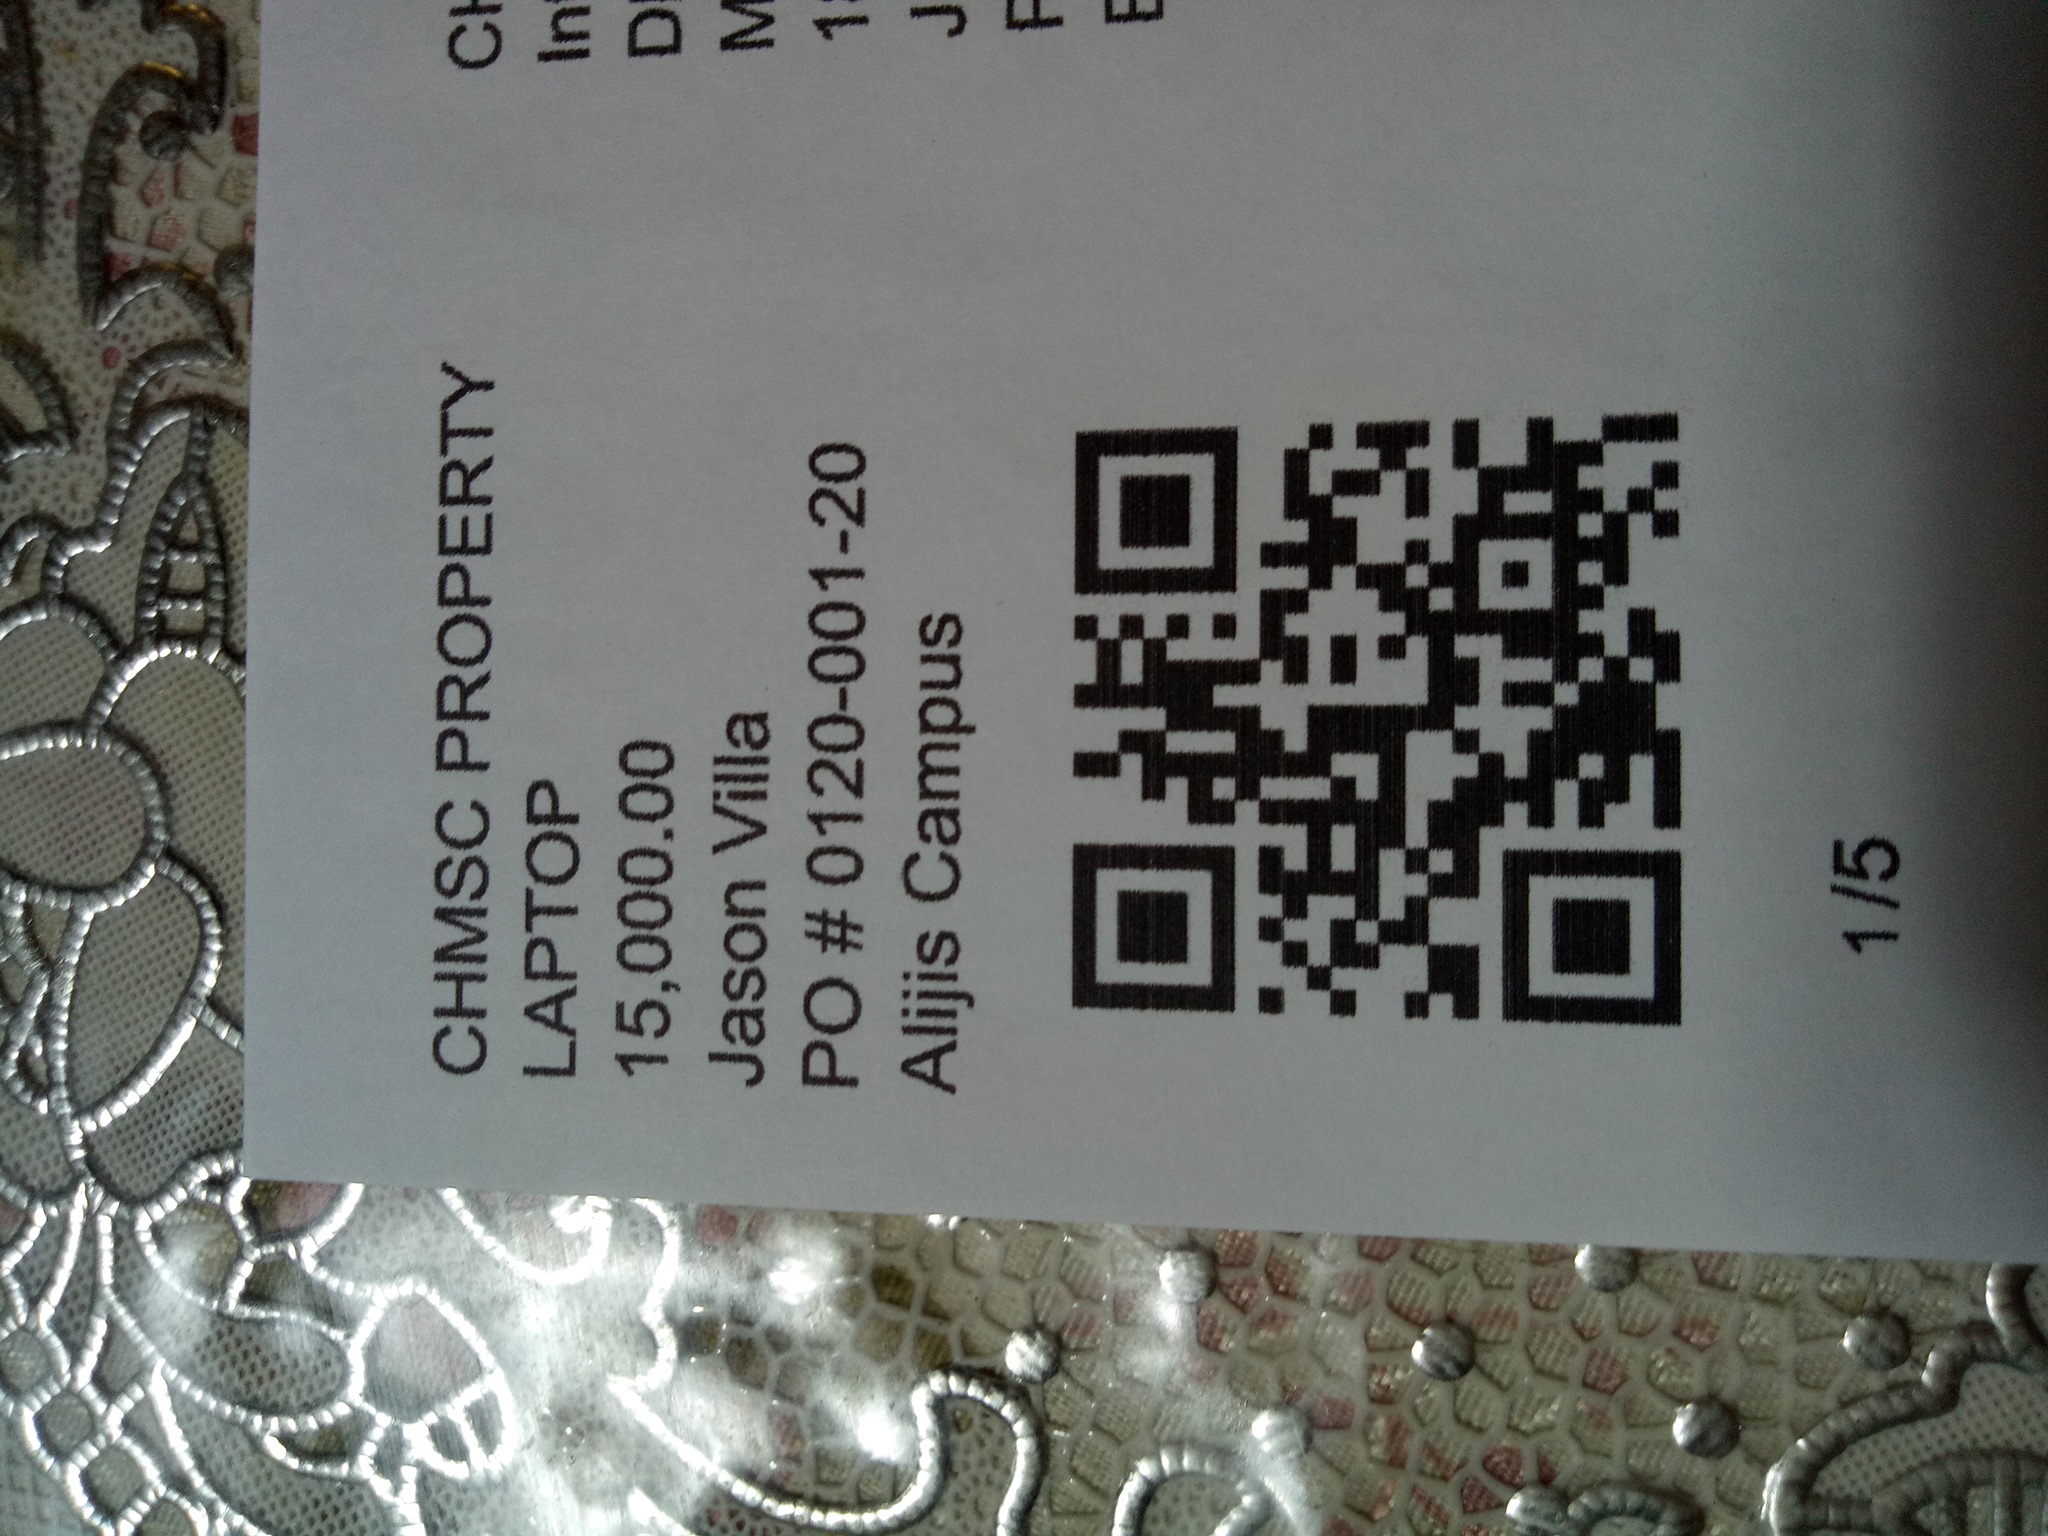 CHMSC PROPERTY
LAPTOP
15,000.00
Jason Villa
PO # 0120-001-20
Alijis Campus
1/5